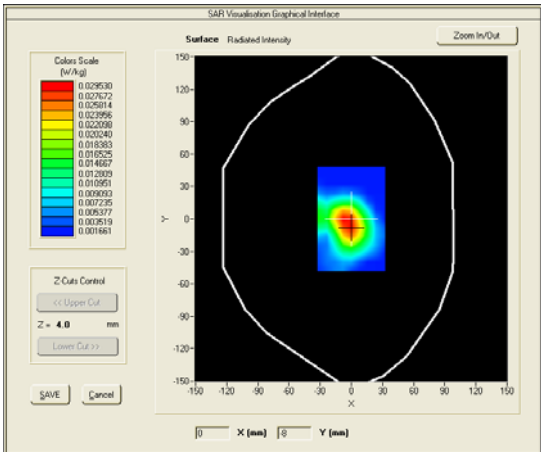 SAR Visualisation Graphical Interface
Surface Radiated Intensity
Zoom In/Out
Colors Scale
(W/kg)
0.029530
0.027672
0.025814
0.023956
0.022098
0.020240
0.018383
0.016525
0.014667
0.012809
0.010951
0.009093
0.007235
0.005377
0.003519
0.001661
Z-Cuts Control
<< Upper Cut
Z = 4.0 mm
Lower Cut >>
SAVE Cancel
150
120
90
60
30
0
-30
-60
-90
-120
-150
Y
-150 -120 -90 -60 -30 0 30 60 90 120 150
X
0 X (mm) -8 Y (mm)